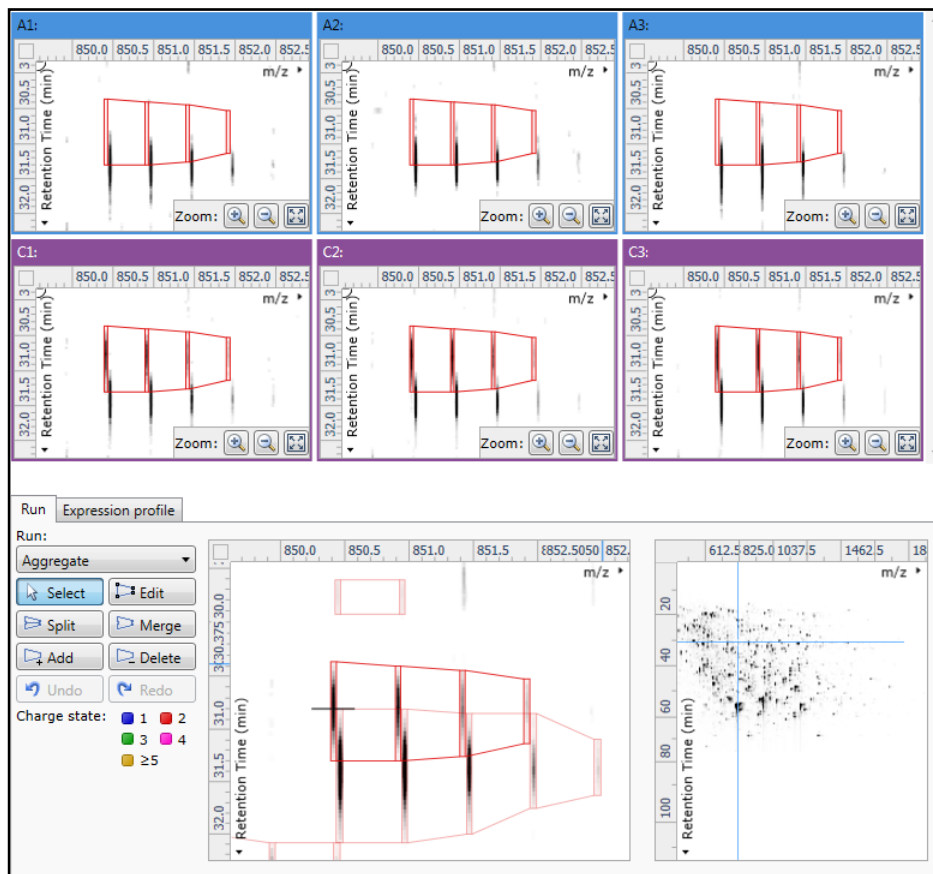 A1:
A2:
A3:
850.0 850.5 851.0 851.5 852.0 852.5
850.0 850.5 851.0 851.5 852.0 852.5
850.0 850.5 851.0 851.5 852.0 852.5
m/z
m/z
m/z
Retention Time (min)
30.5 31.0 31.5 32.0
Retention Time (min)
30.5 31.0 31.5 32.0
Retention Time (min)
30.5 31.0 31.5 32.0
Zoom:
Zoom:
Zoom:
C1:
C2:
C3:
850.0 850.5 851.0 851.5 852.0 852.5
850.0 850.5 851.0 851.5 852.0 852.5
850.0 850.5 851.0 851.5 852.0 852.5
m/z
m/z
m/z
Retention Time (min)
30.5 31.0 31.5 32.0
Retention Time (min)
30.5 31.0 31.5 32.0
Retention Time (min)
30.5 31.0 31.5 32.0
Zoom:
Zoom:
Zoom:
Run Expression profile
Run:
Aggregate
Select Edit
Split Merge
Add Delete
Undo Redo
Charge state: 1 2
3 4
≥5
850.0 850.5 851.0 851.5
m/z
30.0 30.375 31.0 31.5 32.0
Retention Time (min)
612.5 825.0 1037.5 1462.5
m/z
20 40 60 80 100
Retention Time (min)